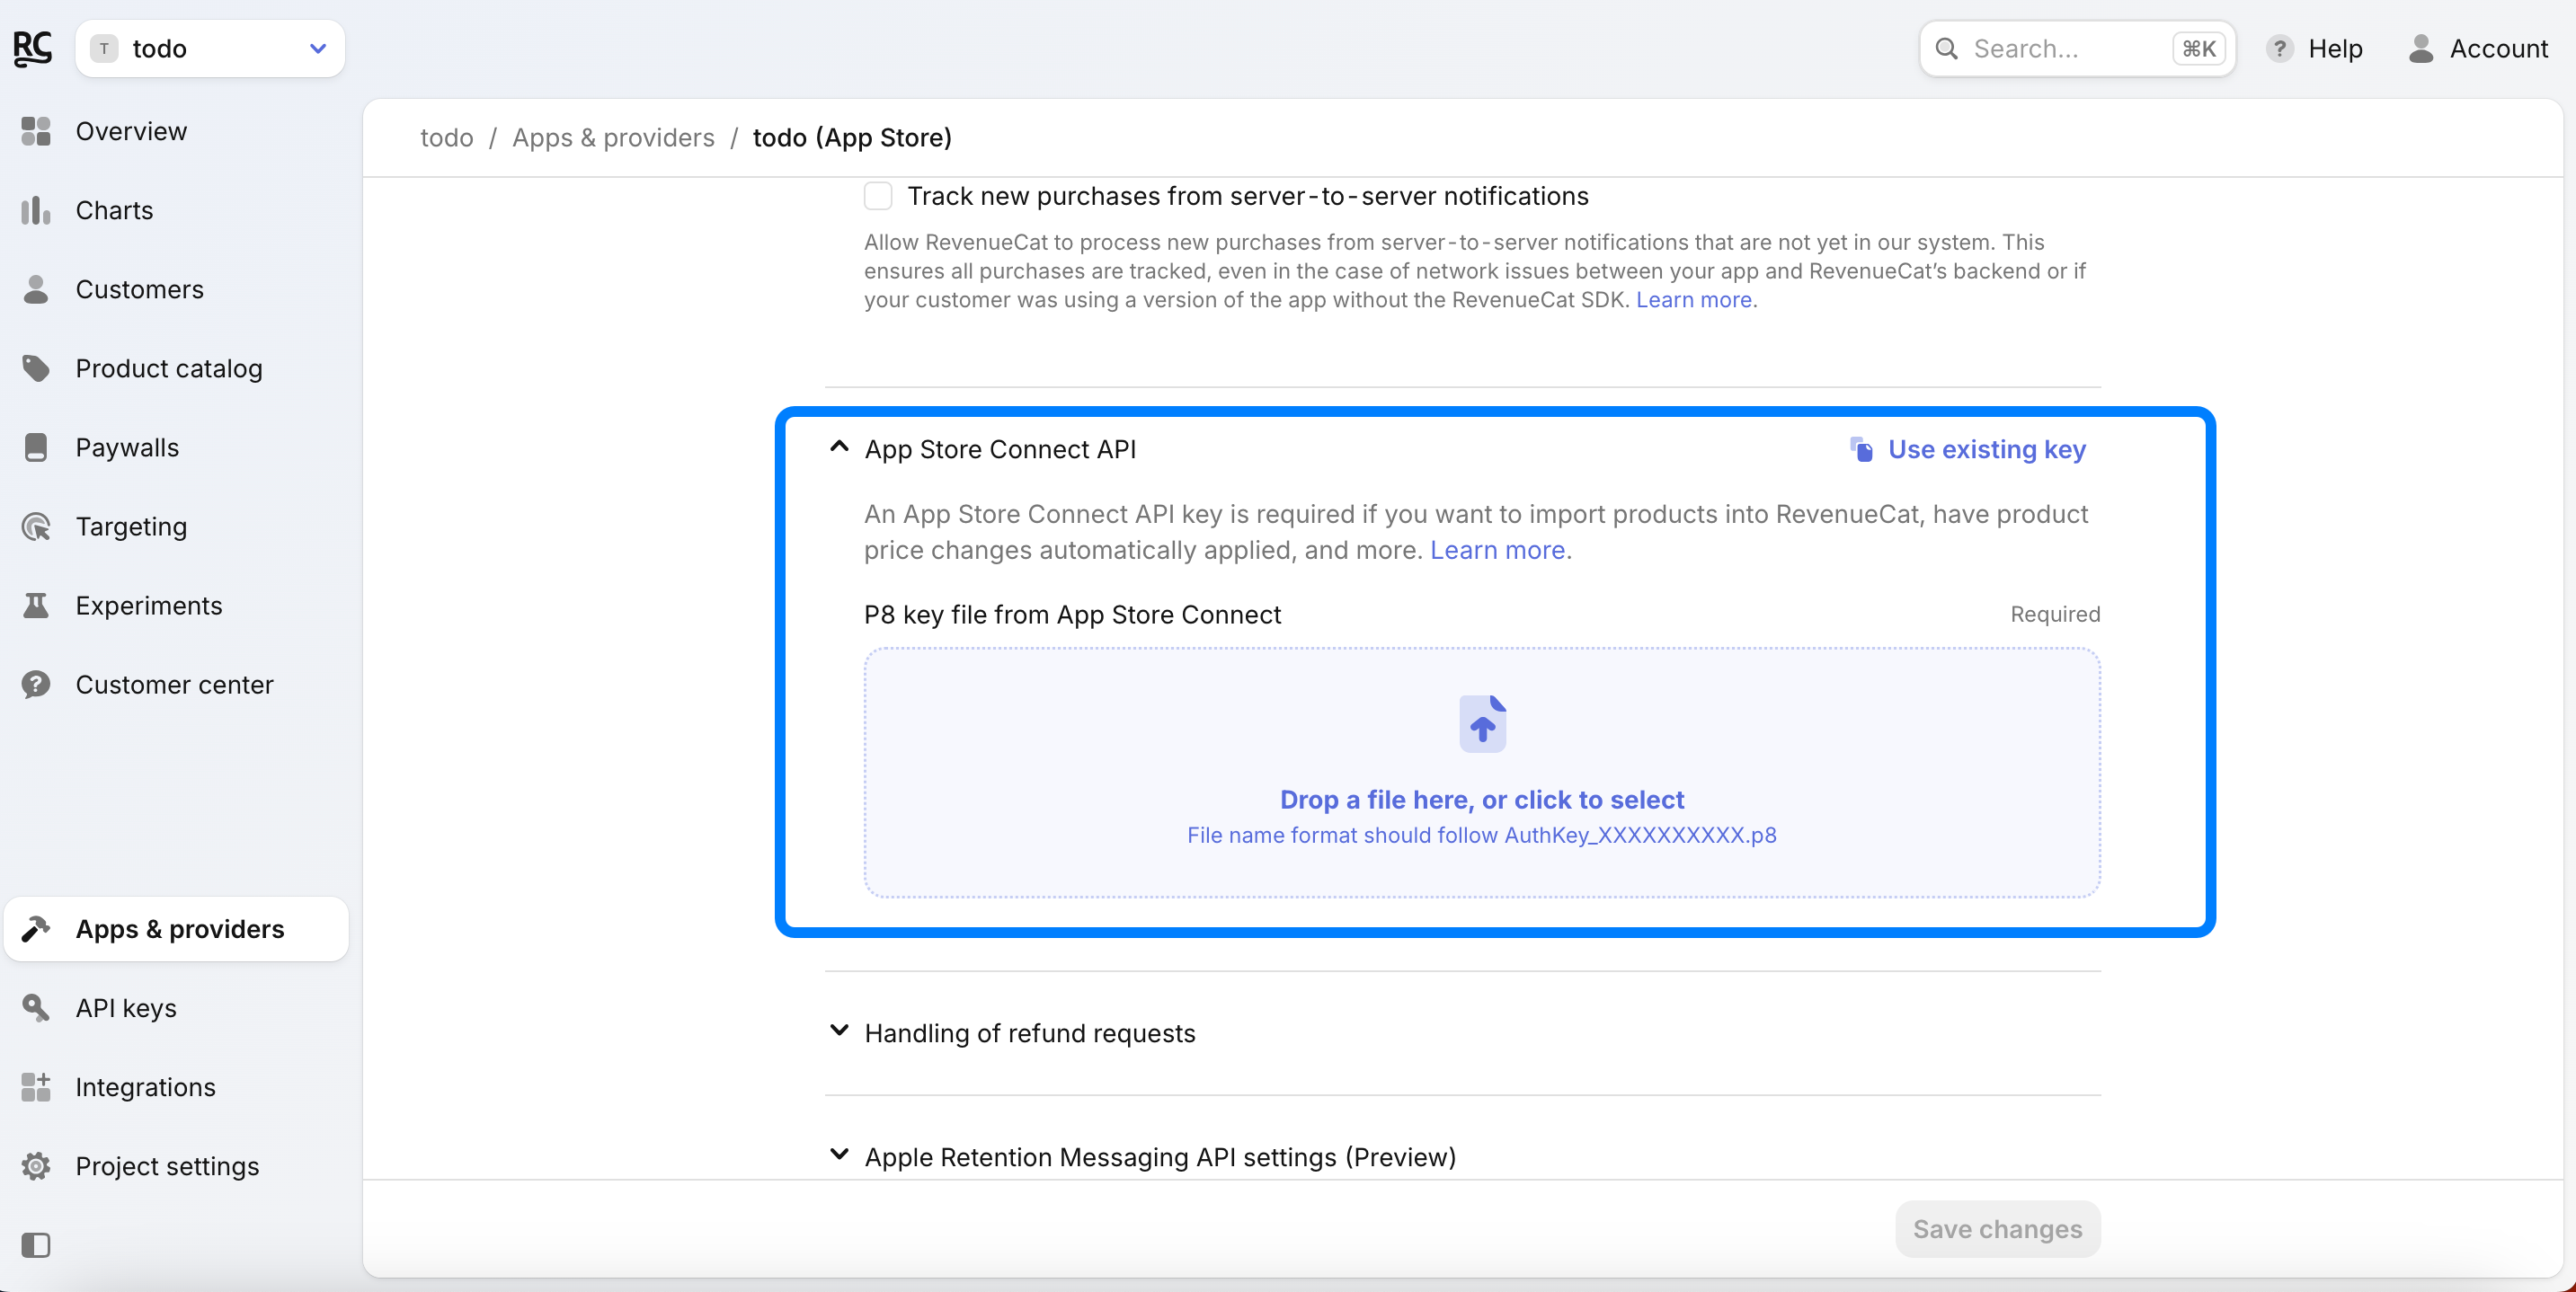 RC
T
todo
Search...
⌘K
?
Help
Account
Overview
Charts
Customers
Product catalog
Paywalls
Targeting
Experiments
?
Customer center
Apps & providers
API keys
Integrations
Project settings
todo / Apps & providers / todo (App Store)
Track new purchases from server-to-server notifications
Allow RevenueCat to process new purchases from server-to-server notifications that are not yet in our system. This
ensures all purchases are tracked, even in the case of network issues between your app and RevenueCat’s backend or if
your customer was using a version of the app without the RevenueCat SDK. Learn more.
App Store Connect API
Use existing key
An App Store Connect API key is required if you want to import products into RevenueCat, have product
price changes automatically applied, and more. Learn more.
P8 key file from App Store Connect
Required
Drop a file here, or click to select
File name format should follow AuthKey_XXXXXXXXXX.p8
Handling of refund requests
Apple Retention Messaging API settings (Preview)
Save changes